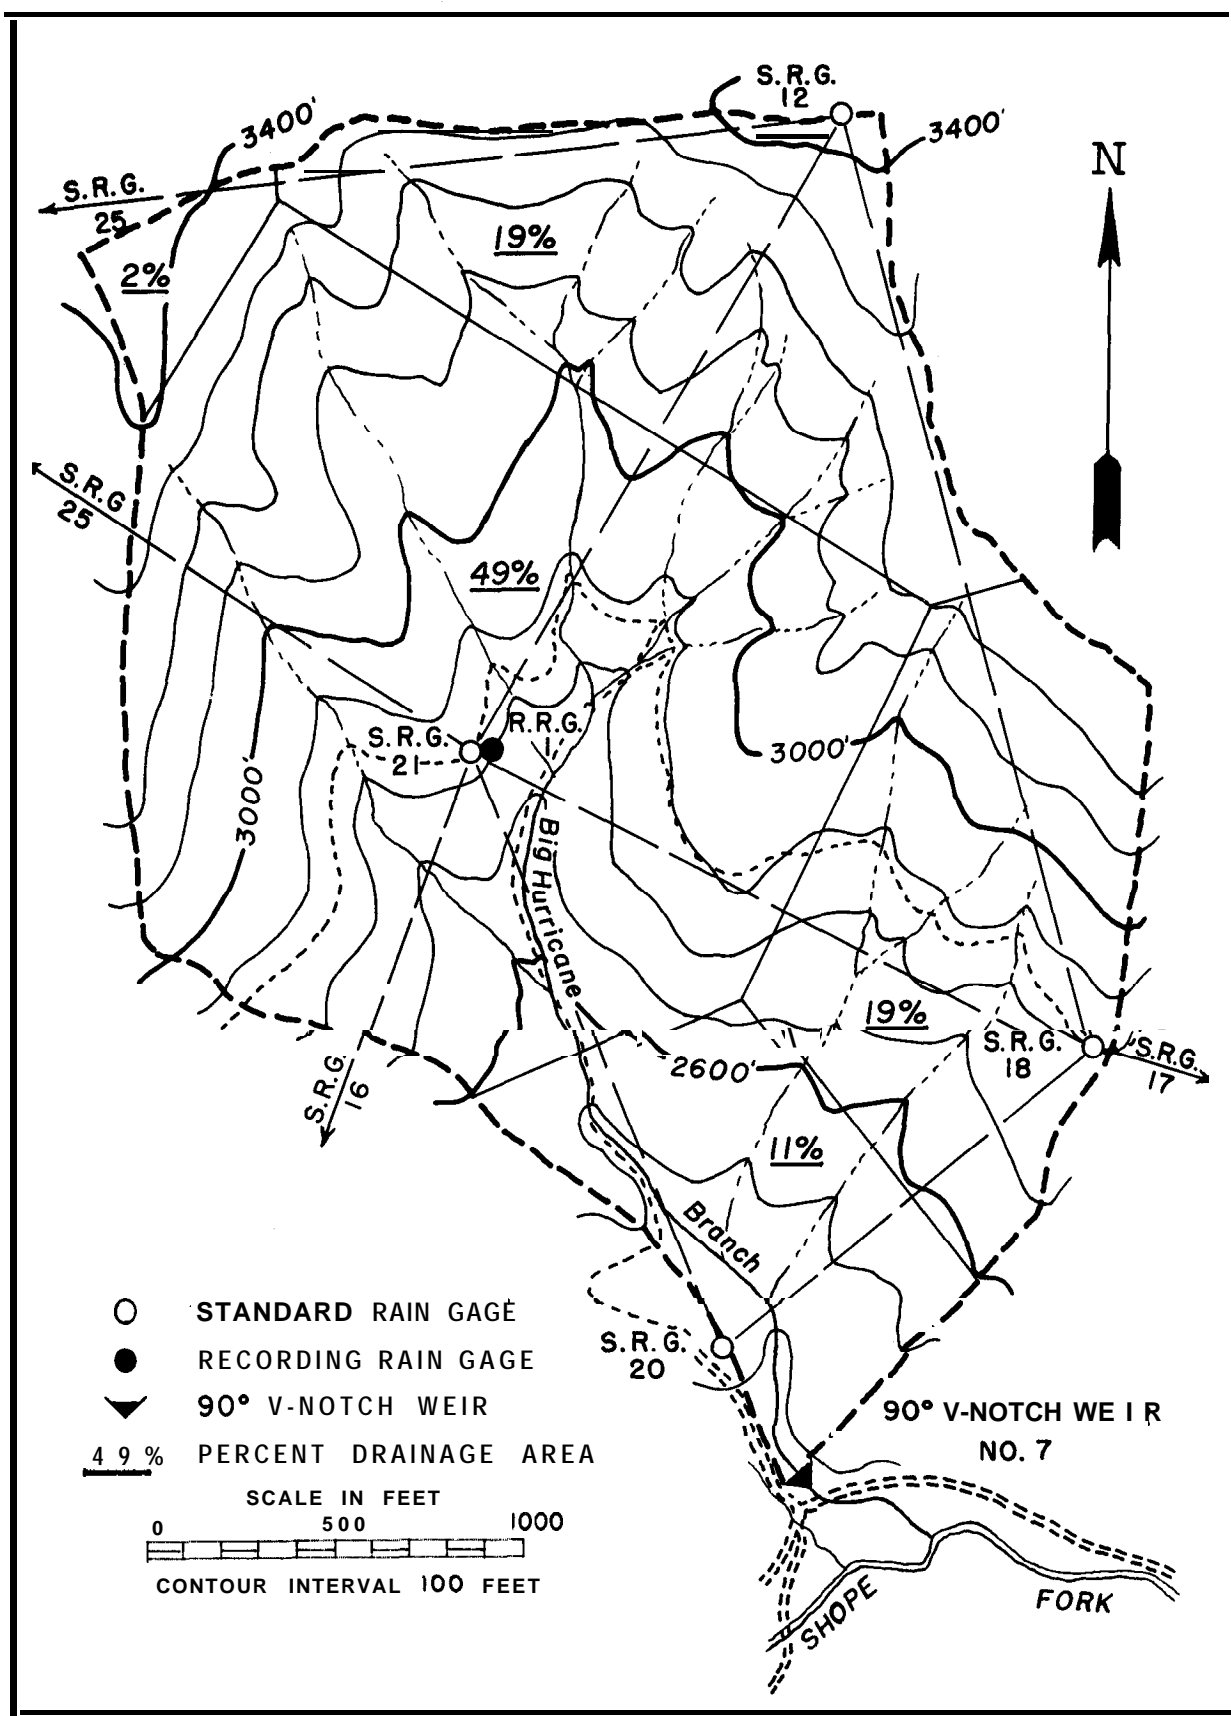 S.R.G.
12
3400'
3400'
N
S.R.G.
25
19%
2%
S.R.G
25
49%
S.R.G.
21
R.R.G.
1
3000'
3000'
Big Hurricane
19%
S.R.G.
18
S.R.G.
17
2600'
S.R.G.
16
11%
Branch
S.R.G.
20
STANDARD RAIN GAGE
RECORDING RAIN GAGE
90° V-NOTCH WEIR
49% PERCENT DRAINAGE AREA
SCALE IN FEET
0 500 1000
CONTOUR INTERVAL 100 FEET
90° V-NOTCH WEIR
NO. 7
SHOPE FORK